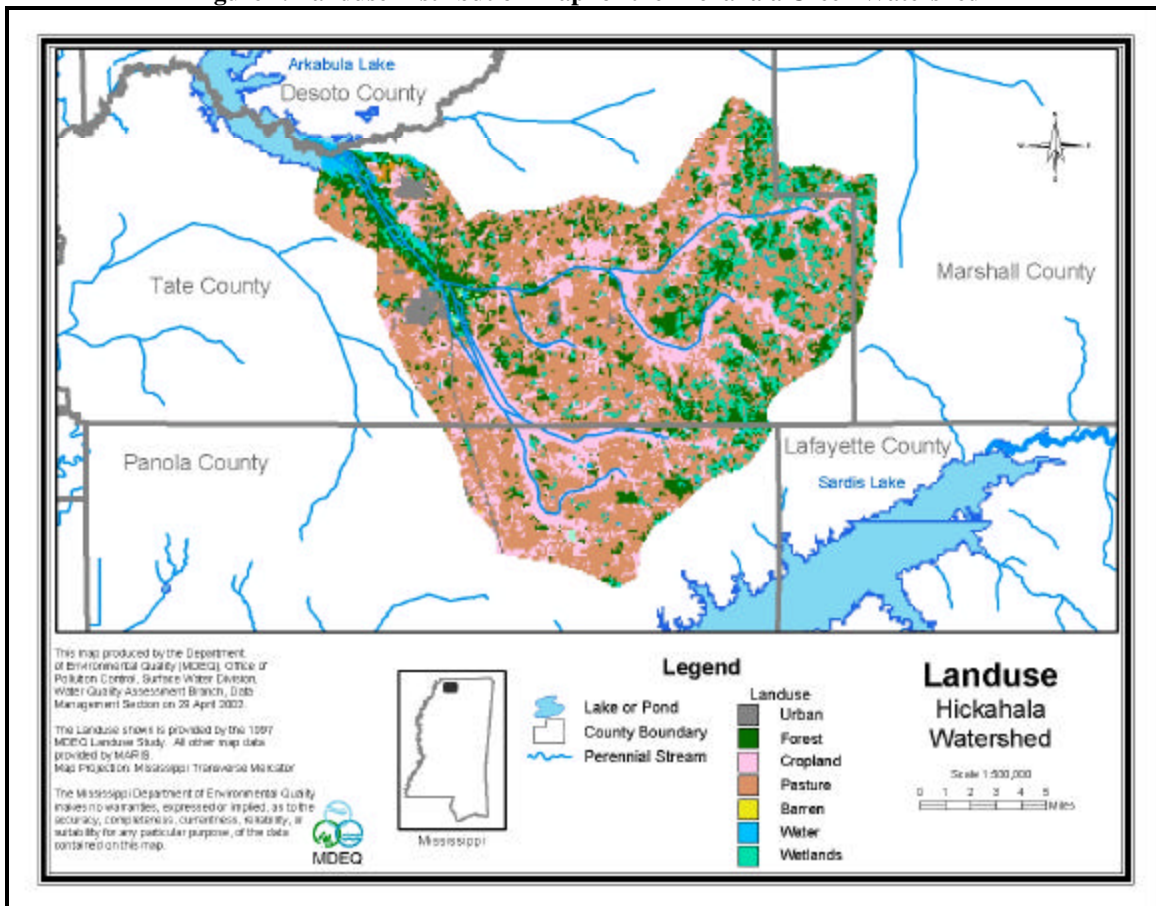 Arkabula Lake
Desoto County
Tate County
Marshall County
Panola County
Lafayette County
Sardis Lake
This map produced by the Department
of Environmental Quality (MDEQ), Office of
Pollution Control, Surface Water Division,
Water Quality Assessment Branch, Data
Management Section on 29 April 2002.
The Landuse shown is provided by the 1997
MDEQ Landuse Study. All other map data
provided by MARIS.
Map Projection: Mississippi Transverse Mercator
The Mississippi Department of Environmental Quality
makes no warranties, expressed or implied, as to the
accuracy, completeness, currentness, reliability, or
suitability for any particular purpose, of the data
contained on this map.
MDEQ
Mississippi
Legend
Lake or Pond
County Boundary
Perennial Stream
Landuse
Urban
Forest
Cropland
Pasture
Barren
Water
Wetlands
Landuse
Hickahala
Watershed
Scale 1:500,000
0 1 2 3 4 5
Miles